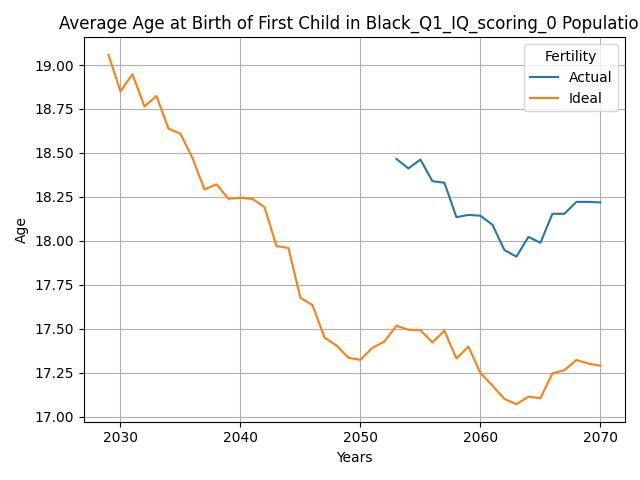 Average Age at Birth of First Child in Black_Q1_IQ_scoring_0 Populatio
Fertility
Actual
Ideal
19.00
18.75
18.50
18.25
18.00
17.75
17.50
17.25
17.00
Age
2030 2040 2050 2060 2070
Years